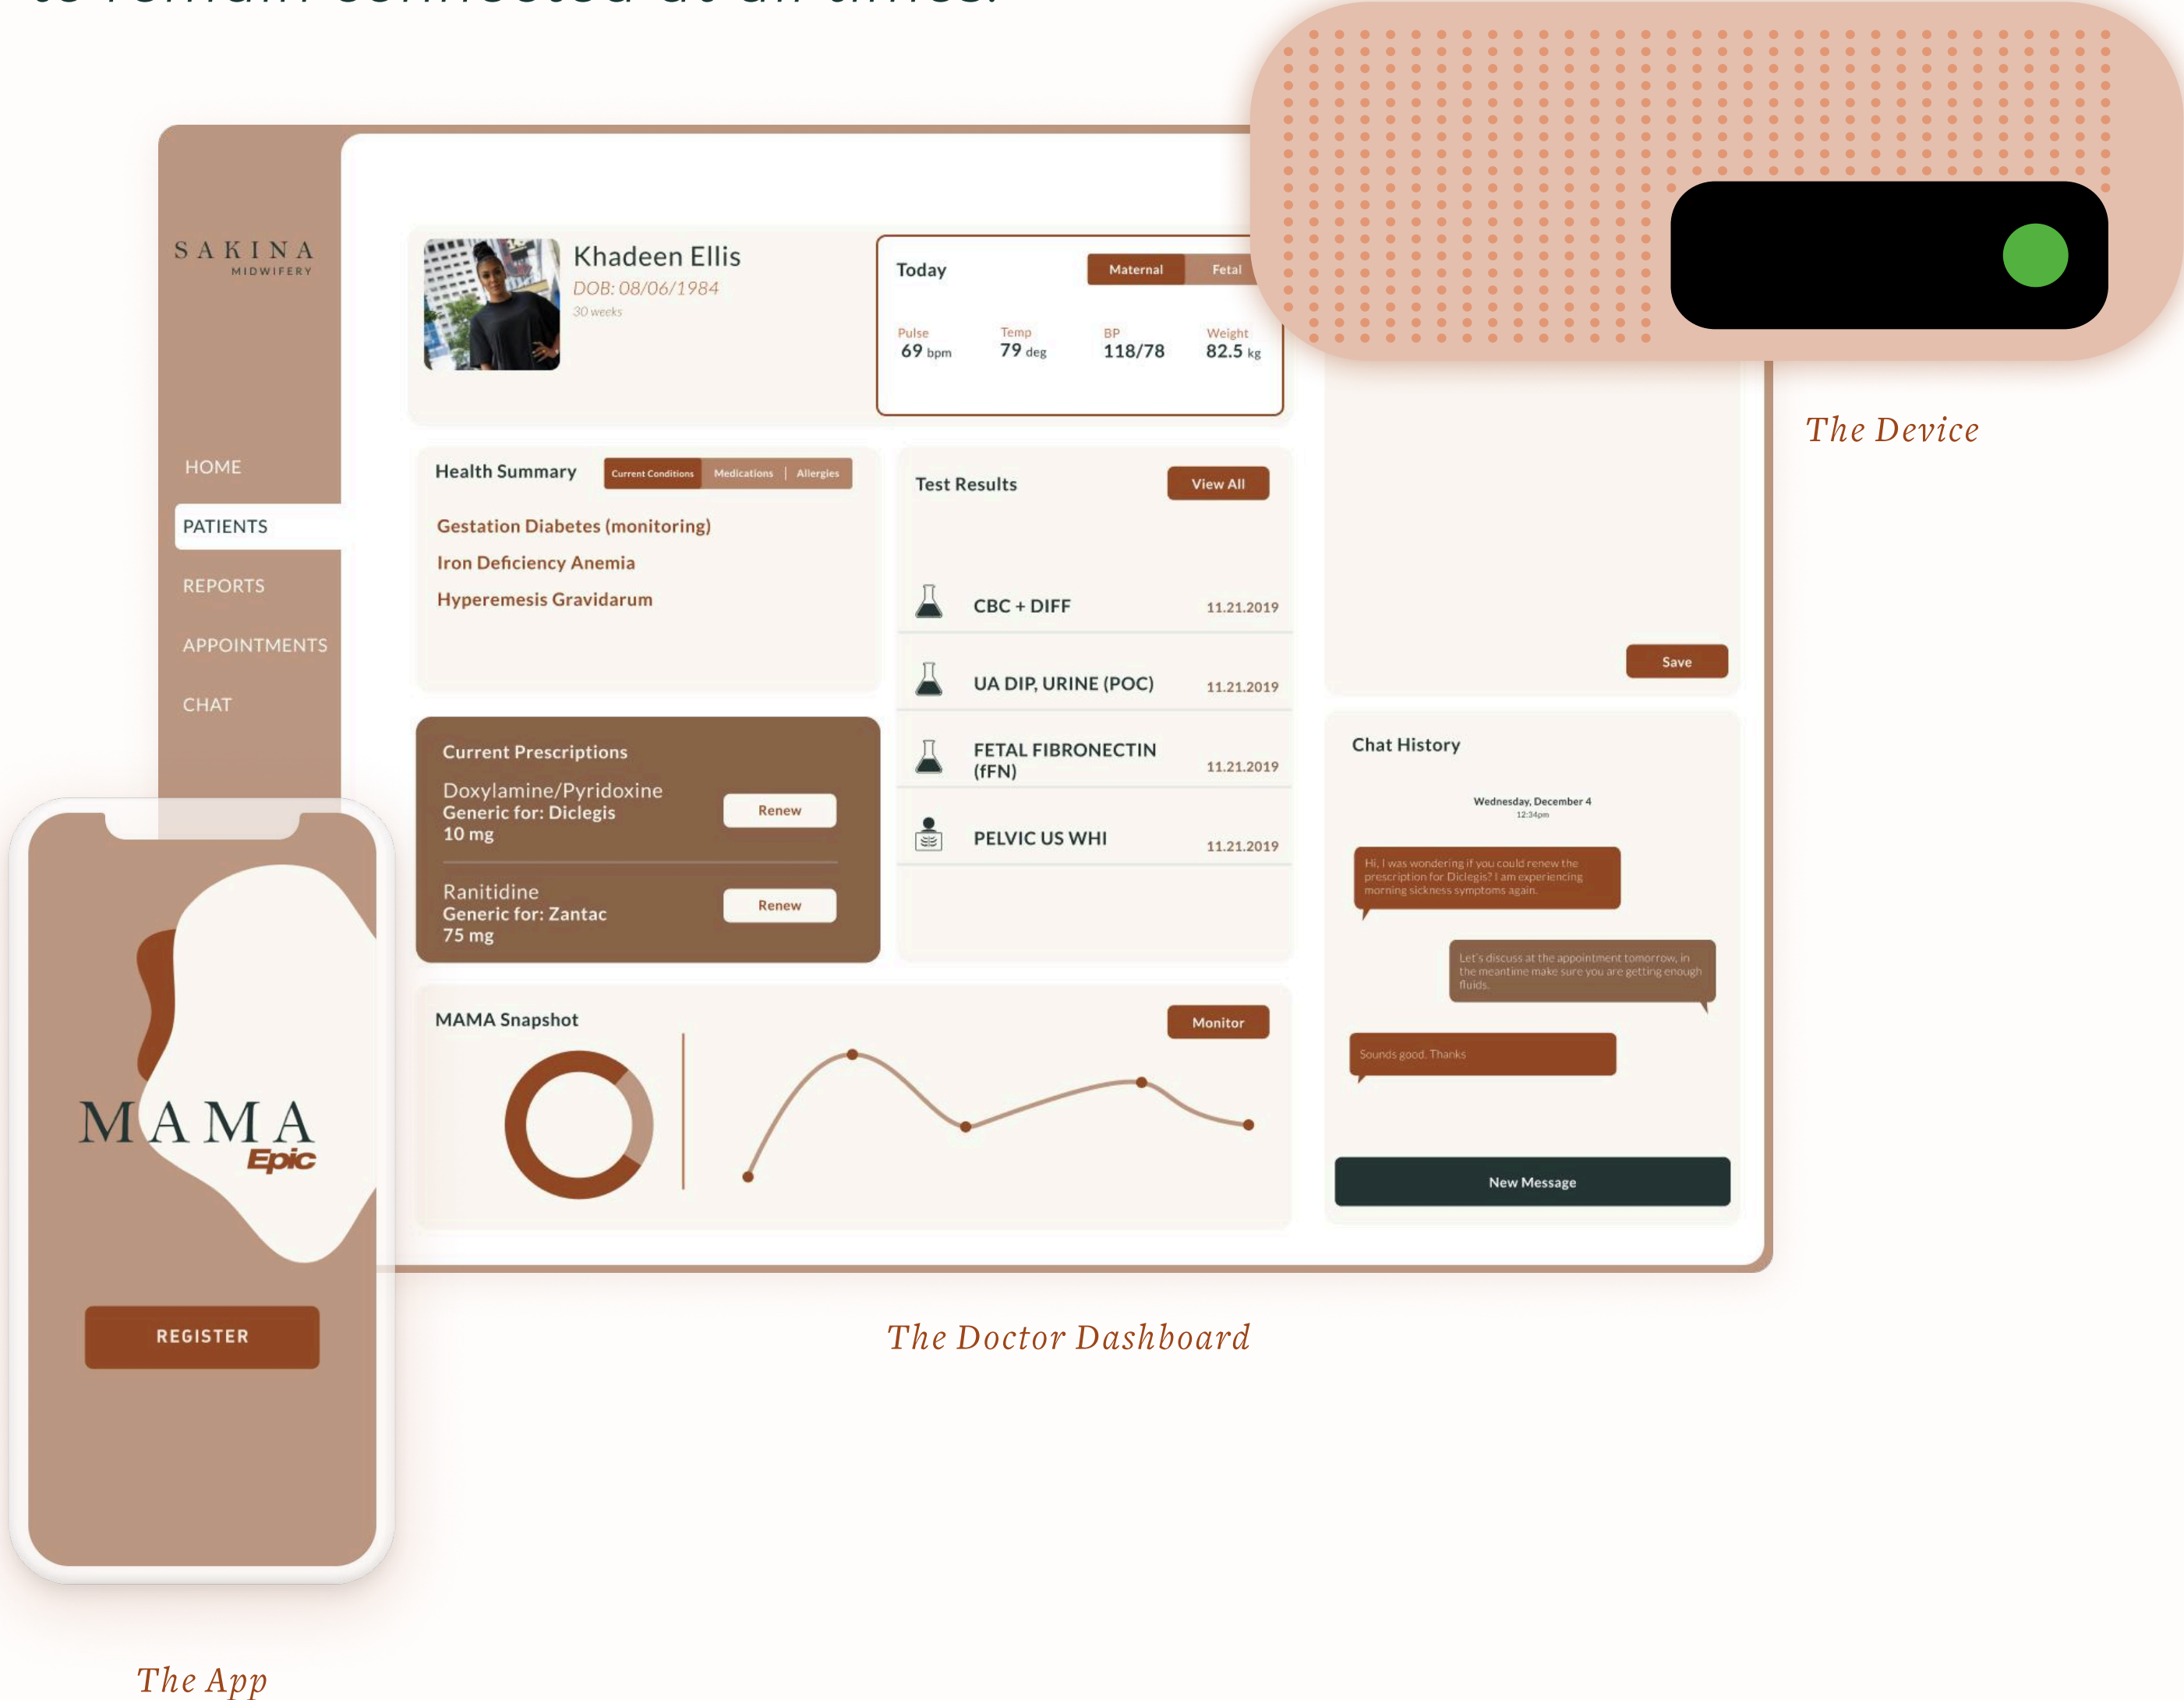 to remain connected at all times.
SAKINA
MIDWIFERY
HOME
PATIENTS
REPORTS
APPOINTMENTS
CHAT
Khadeen Ellis
DOB: 08/06/1984
30 weeks
Today
Maternal
Fetal
Pulse
69 bpm
Temp
79 deg
BP
118/78
Weight
82.5 kg
The Device
Health Summary
Current Conditions
Medications | Allergies
Gestation Diabetes (monitoring)
Iron Deficiency Anemia
Hyperemesis Gravidarum
Test Results
View All
CBC + DIFF
11.21.2019
UA DIP, URINE (POC)
11.21.2019
FETAL FIBRONECTIN
(fFN)
11.21.2019
PELVIC US WHI
11.21.2019
Save
Current Prescriptions
Doxylamine/Pyridoxine
Generic for: Diclegis
10 mg
Renew
Ranitidine
Generic for: Zantac
75 mg
Renew
Chat History
Wednesday, December 4
12:34pm
Hi, I was wondering if you could renew the
prescription for Diclegis? I am experiencing
morning sickness symptoms again.
Let's discuss at the appointment tomorrow, in
the meantime make sure you are getting enough
fluids.
Sounds good. Thanks
New Message
MAMA Snapshot
Monitor
MAMA
Epic
REGISTER
The Doctor Dashboard
The App